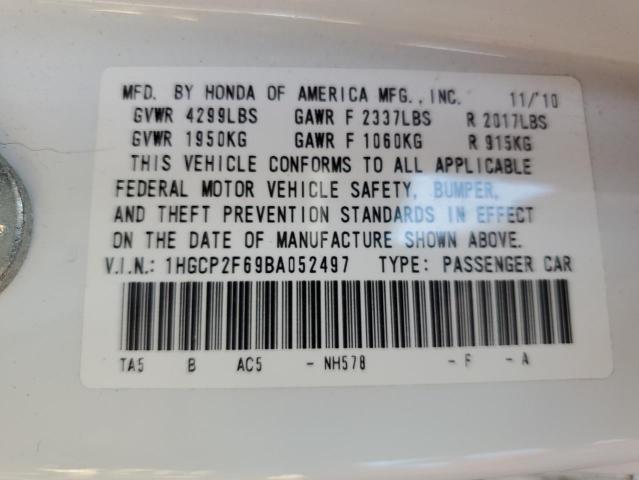 MFD. BY HONDA OF AMERICA MFG., INC. 11/'10
GVWR 4299LBS GAWR F 2337LBS R 2017LBS
GVWR 1950KG GAWR F 1060KG R 915KG
THIS VEHICLE CONFORMS TO ALL APPLICABLE
FEDERAL MOTOR VEHICLE SAFETY, BUMPER,
AND THEFT PREVENTION STANDARDS IN EFFECT
ON THE DATE OF MANUFACTURE SHOWN ABOVE.
V.I.N.: 1HGCP2F69BA052497 TYPE: PASSENGER CAR
TA5 B AC5 - NH578 - F - A